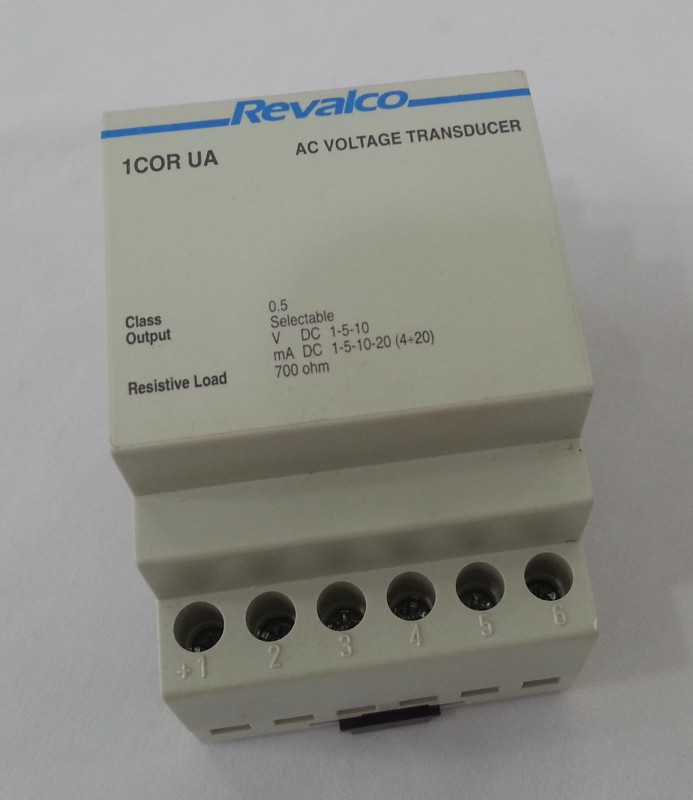 Revalco
1COR UA
AC VOLTAGE TRANSDUCER
Class 0.5
Output Selectable
V DC 1-5-10
mA DC 1-5-10-20 (4÷20)
Resistive Load 700 ohm
+1 2 3 4 5 6